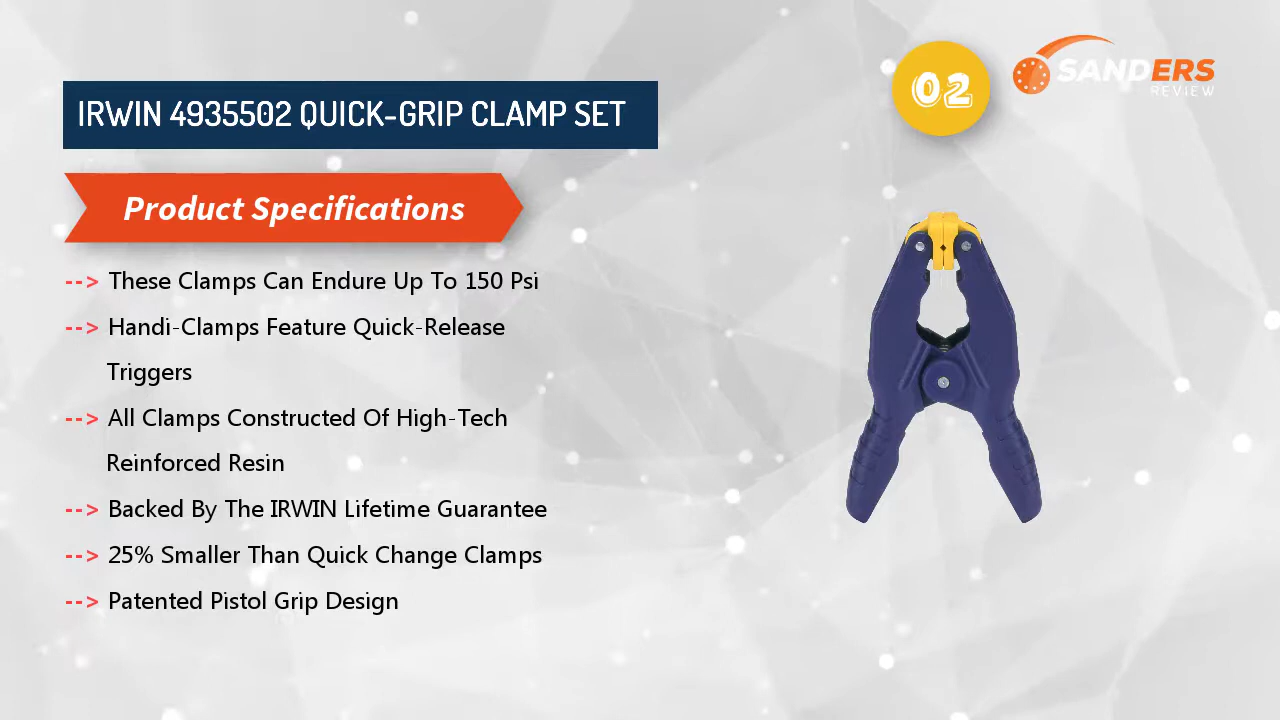 IRWIN 4935502 QUICK-GRIP CLAMP SET
02
SANDERS
REVIEW
Product Specifications
--> These Clamps Can Endure Up To 150 Psi
--> Handi-Clamps Feature Quick-Release
Triggers
--> All Clamps Constructed Of High-Tech
Reinforced Resin
--> Backed By The IRWIN Lifetime Guarantee
--> 25% Smaller Than Quick Change Clamps
--> Patented Pistol Grip Design